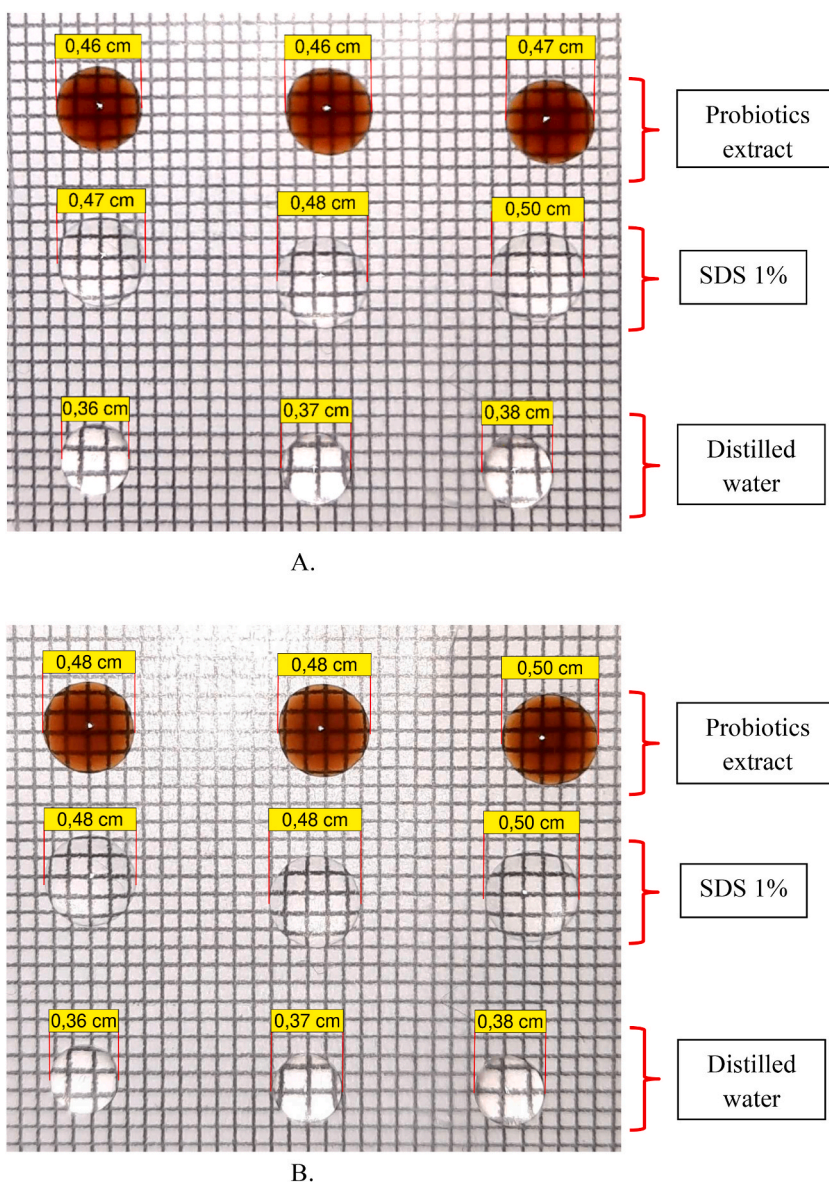 0,46 cm 0,46 cm 0,47 cm
Probiotics
extract
0,47 cm 0,48 cm 0,50 cm
SDS 1%
0,36 cm 0,37 cm 0,38 cm
Distilled
water
A.
0,48 cm 0,48 cm 0,50 cm
Probiotics
extract
0,48 cm 0,48 cm 0,50 cm
SDS 1%
0,36 cm 0,37 cm 0,38 cm
Distilled
water
B.